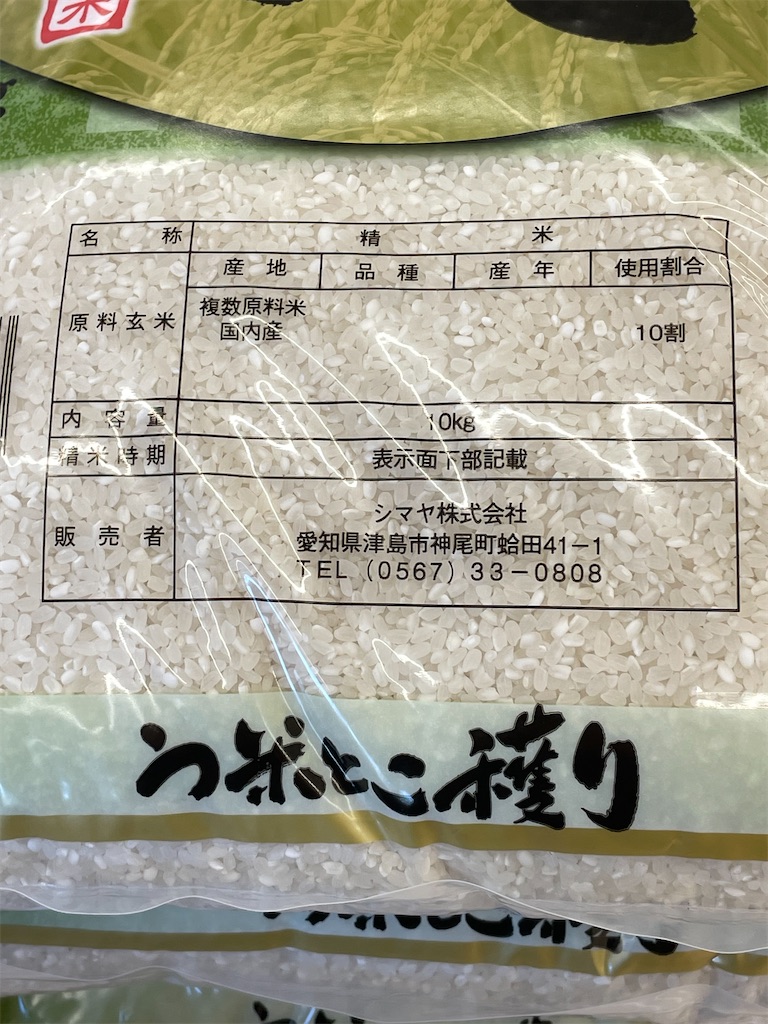 米
名称 精米
産地 品種 産年 使用割合
原料玄米 複数原料米
国内産 10割
内容量 10kg
精米時期 表示面下部記載
販売者 シマヤ株式会社
愛知県津島市神尾町蛤田41－1
TEL（0567）33－0808
う米とこ穫り